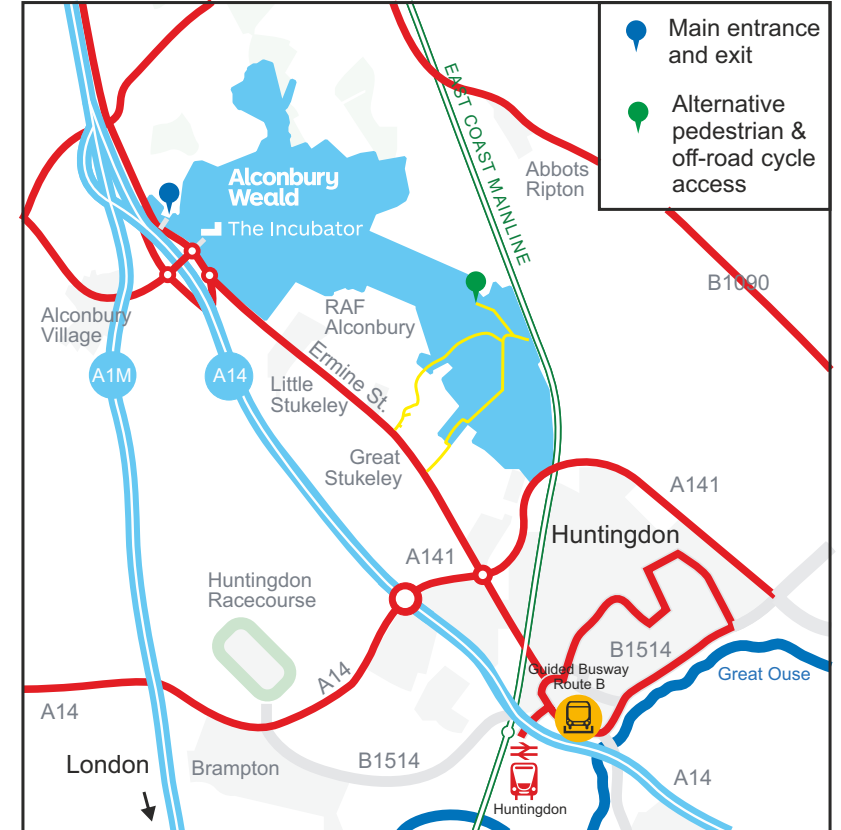 Main entrance
and exit
Alternative
pedestrian &
off-road cycle
access
EAST COAST MAINLINE
Abbots
Ripton
Alconbury
Weald
The Incubator
B1090
RAF
Alconbury
Alconbury
Village
Ermine St.
A1M
A14
Little
Stukeley
Great
Stukeley
A141
Huntingdon
A141
Huntingdon
Racecourse
B1514
Guided Busway
Route B
Great Ouse
A14
A14
London
Brampton
B1514
A14
Huntingdon